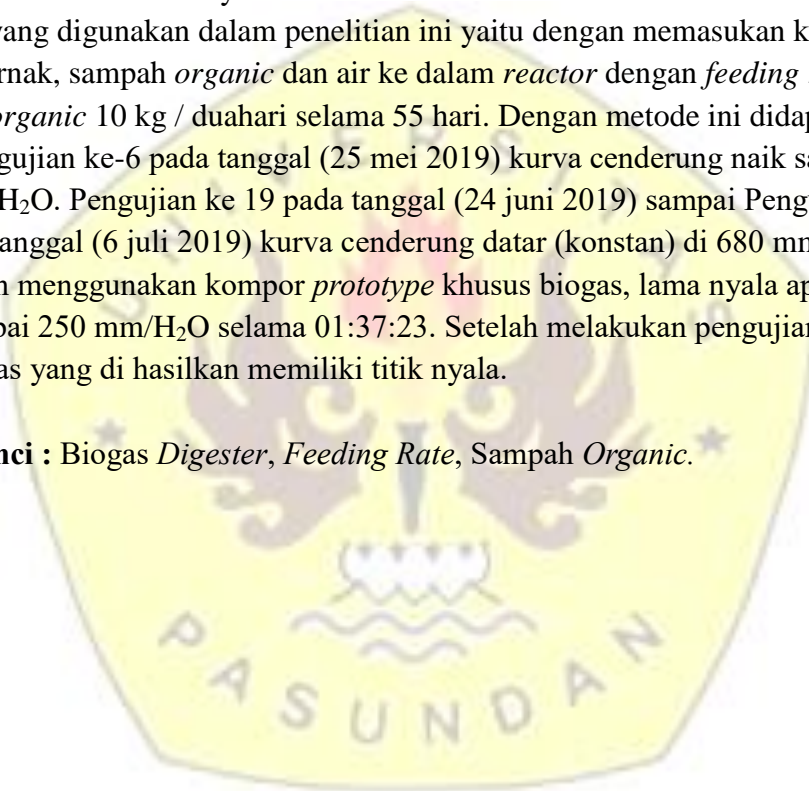 yang digunakan dalam penelitian ini yaitu dengan memasukan k
rnak, sampah organic dan air ke dalam reactor dengan feeding
organic 10 kg / duahari selama 55 hari. Dengan metode ini didap
gujian ke-6 pada tanggal (25 mei 2019) kurva cenderung naik sa
H₂O. Pengujian ke 19 pada tanggal (24 juni 2019) sampai Peng
anggal (6 juli 2019) kurva cenderung datar (konstan) di 680 mm
n menggunakan kompor prototype khusus biogas, lama nyala ap
pai 250 mm/H₂O selama 01:37:23. Setelah melakukan pengujian
as yang di hasilkan memiliki titik nyala.
nci : Biogas Digester, Feeding Rate, Sampah Organic.
UNIVERSITAS
PASUNDAN